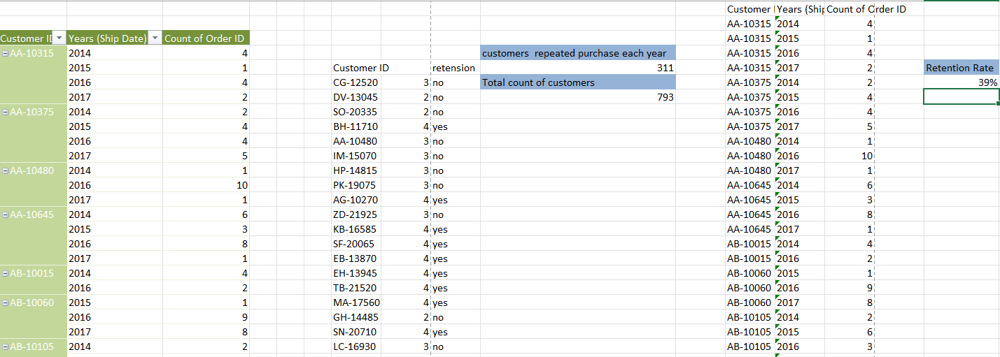 Customer I Years (Ship Count of Order ID
AA-10315 2014 4
Customer ID Years (Ship Date) Count of Order ID AA-10315 2015 1
AA-10315 2014 4 customers repeated purchase each year AA-10315 2016 4
2015 1 Customer ID retension 311 AA-10315 2017 2 Retention Rate
2016 4 CG-12520 3 no Total count of customers AA-10375 2014 2 39%
2017 2 DV-13045 2 no 793 AA-10375 2015 4
AA-10375 2014 2 SO-20335 2 no AA-10375 2016 4
2015 4 BH-11710 4 yes AA-10375 2017 5
2016 4 AA-10480 3 no AA-10480 2014 1
2017 5 IM-15070 3 no AA-10480 2016 10
AA-10480 2014 1 HP-14815 3 no AA-10480 2017 1
2016 10 PK-19075 3 no AA-10645 2014 6
2017 1 AG-10270 4 yes AA-10645 2015 3
AA-10645 2014 6 ZD-21925 3 no AA-10645 2016 8
2015 3 KB-16585 4 yes AA-10645 2017 1
2016 8 SF-20065 4 yes AB-10015 2014 4
2017 1 EB-13870 4 yes AB-10015 2016 2
AB-10015 2014 4 EH-13945 4 yes AB-10060 2015 1
2016 2 TB-21520 4 yes AB-10060 2016 9
AB-10060 2015 1 MA-17560 4 yes AB-10060 2017 8
2016 9 GH-14485 2 no AB-10105 2014 2
2017 8 SN-20710 4 yes AB-10105 2015 6
AB-10105 2014 2 LC-16930 3 no AB-10105 2016 3